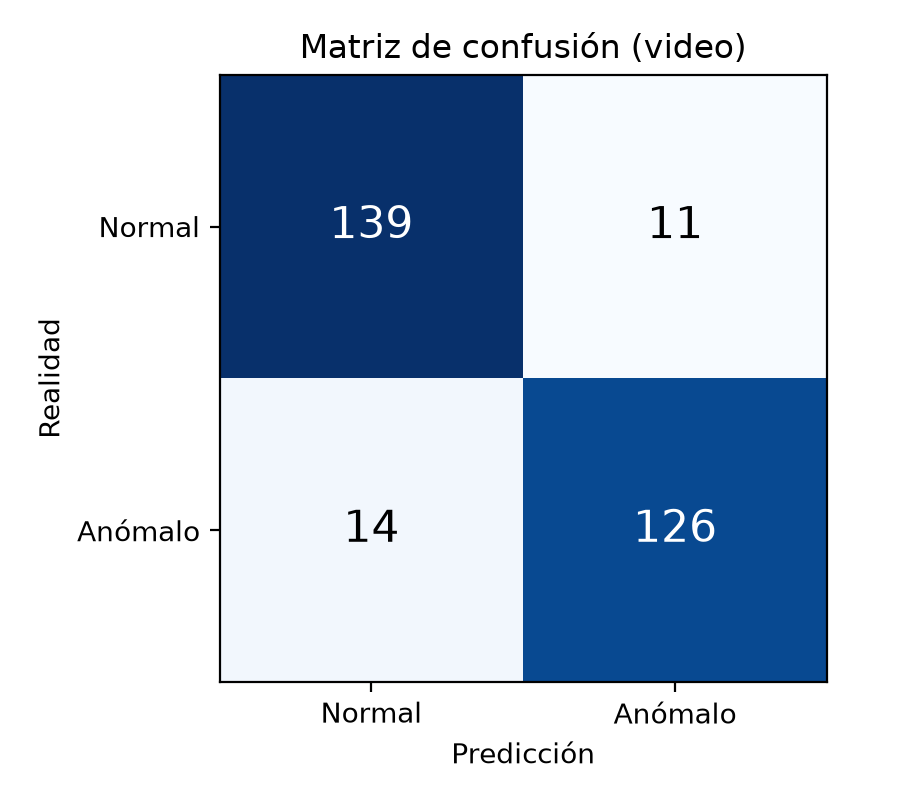 Matriz de confusión (video)
Normal
139
11
Realidad
Anómalo
14
126
Normal
Anómalo
Predicción